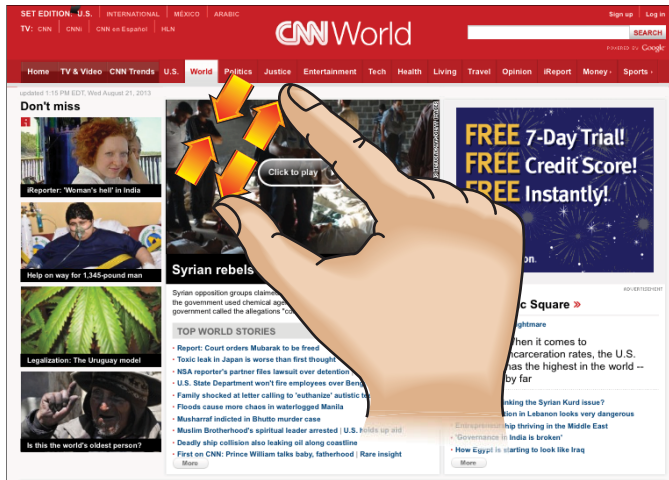 SET EDITION: U.S. INTERNATIONAL MÉXICO ARABIC
TV: CNN CNNi CNN en Español HLN
Sign up Log in
CNN World
SEARCH
POWERED BY Google
Home TV & Video CNN Trends U.S. World Politics Justice Entertainment Tech Health Living Travel Opinion iReport Money Sports
updated 1:15 PM EDT, Wed August 21, 2013
Don't miss
iReporter: 'Woman's hell' in India
Help on way for 1,345-pound man
Legalization: The Uruguay model
Is this the world's oldest person?
Click to play
Syrian rebels
Syrian opposition groups claimed
the government used chemical
government called the allegations
TOP WORLD STORIES
Report: Court orders Mubarak to be freed
Toxic leak in Japan is worse than first thought
NSA reporter's partner files lawsuit over detention
U.S. State Department won't fire employees over
Family shocked at letter calling to 'euthanize' autistic
Floods cause more chaos in waterlogged Manila
Musharraf indicted in Bhutto murder case
Muslim Brotherhood's spiritual leader arrested | U.S. holds up aid
Deadly ship collision also leaking oil along coastline
First on CNN: Prince William talks baby, fatherhood | Rare insight
More
FREE 7-Day Trial!
FREE Credit Score!
FREE Instantly!
ADVERTISEMENT
c Square »
ghtmare
hen it comes to
ncarceration rates, the U.S.
has the highest in the world --
by far
nking the Syrian Kurd issue?
tion in Lebanon looks very dangerous
Entrepreneurship thriving in the Middle East
'Governance in India is broken'
How Egypt is starting to look like Iraq
More